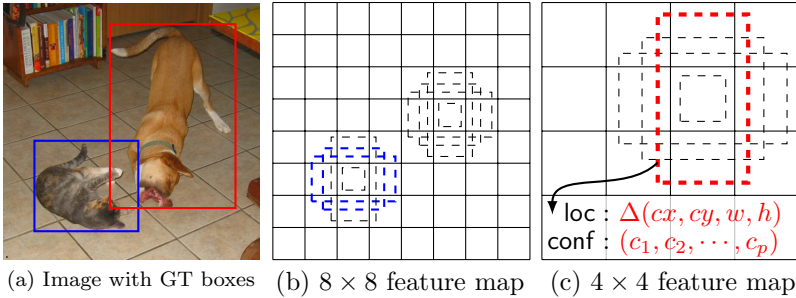 loc : Δ(cx, cy, w, h)
conf : (c₁, c₂, ⋯, cₚ)
(a) Image with GT boxes
(b) 8 × 8 feature map
(c) 4 × 4 feature map